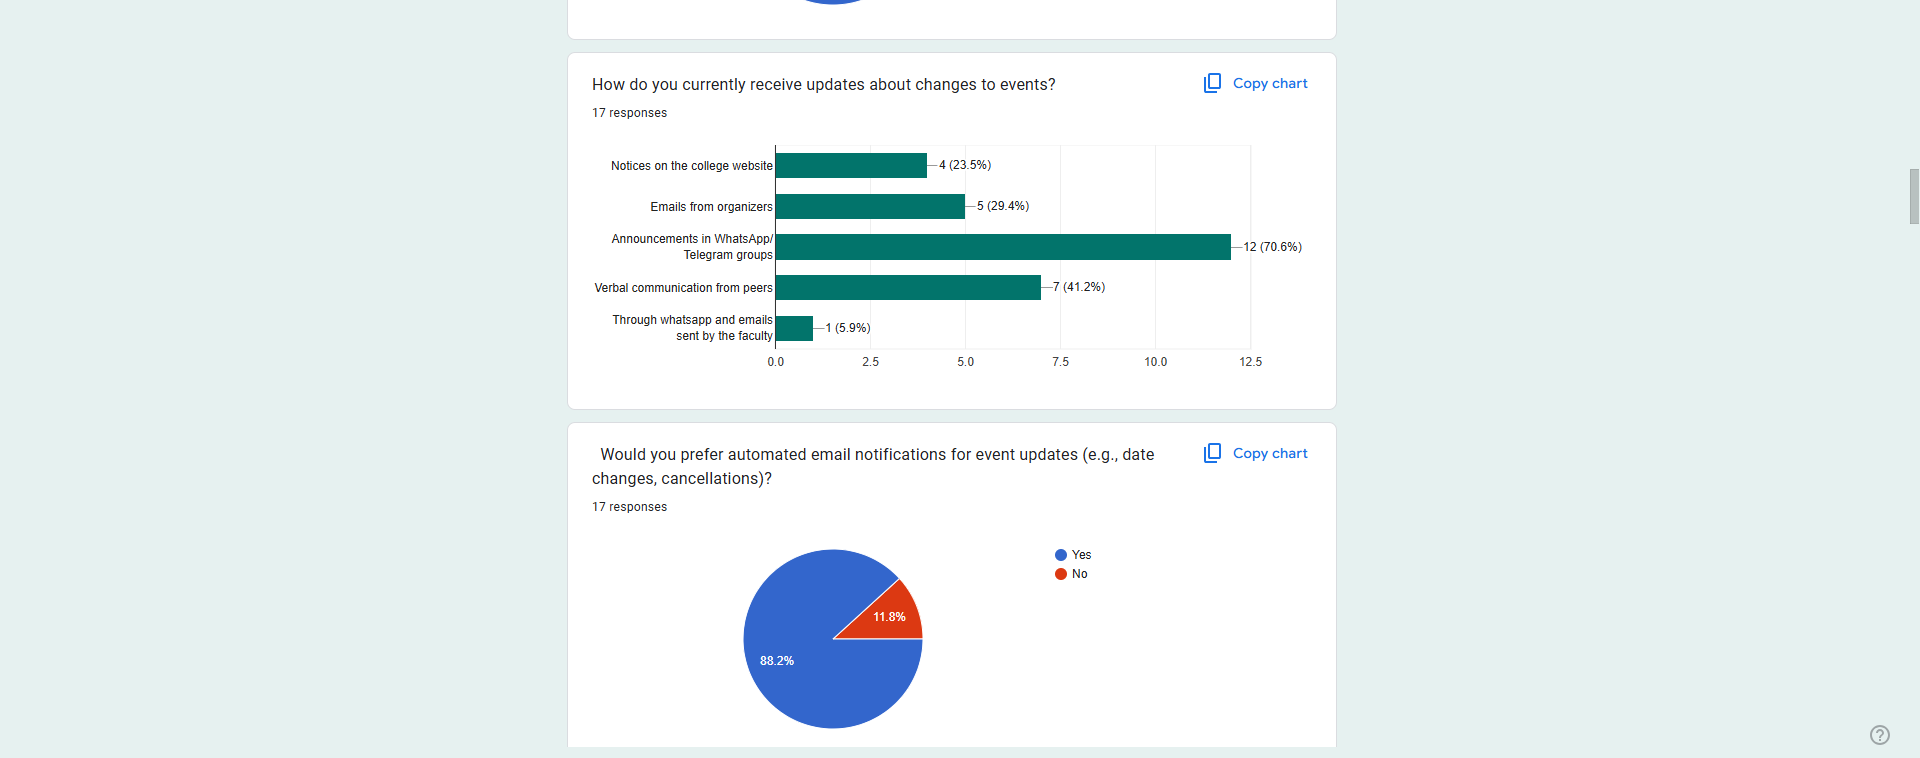 How do you currently receive updates about changes to events?
Copy chart
17 responses
Notices on the college website
4 (23.5%)
Emails from organizers
5 (29.4%)
Announcements in WhatsApp/
Telegram groups
12 (70.6%)
Verbal communication from peers
7 (41.2%)
Through whatsapp and emails
sent by the faculty
1 (5.9%)
0.0 2.5 5.0 7.5 10.0 12.5
Would you prefer automated email notifications for event updates (e.g., date
changes, cancellations)?
Copy chart
17 responses
Yes
No
11.8%
88.2%